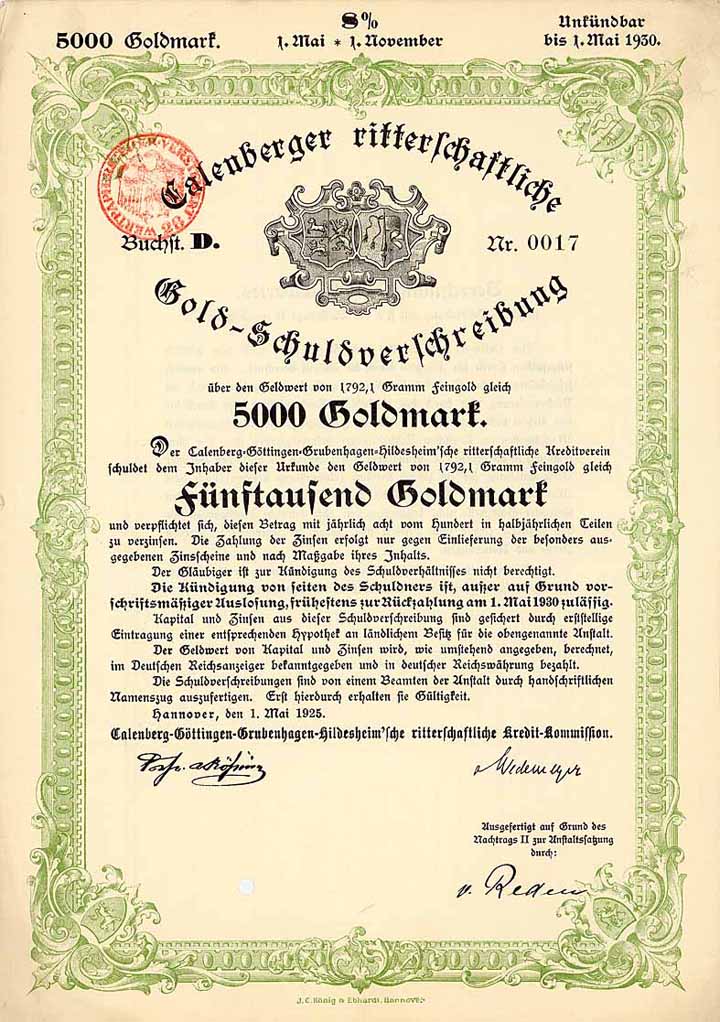 5000 Goldmark.
8%
1. Mai * 1. November
Unkündbar
bis 1. Mai 1930.
Calenberger ritterschaftliche
Buchst. D.
Nr. 0017
Gold-Schuldverschreibung
über den Geldwert von 1792,1 Gramm Feingold gleich
5000 Goldmark.
Der Calenberg-Göttingen-Grubenhagen-Hildesheim'sche ritterschaftliche Kreditverein
schuldet dem Inhaber dieser Urkunde den Geldwert von 1792,1 Gramm Feingold gleich
Fünftausend Goldmark
und verpflichtet sich, diesen Betrag mit jährlich acht vom Hundert in halbjährlichen Teilen
zu verzinsen. Die Zahlung der Zinsen erfolgt nur gegen Einlieferung der besonders aus-
gegebenen Zinsscheine und nach Maßgabe ihres Inhalts.
Der Gläubiger ist zur Kündigung des Schuldverhältnisses nicht berechtigt.
Die Kündigung von seiten des Schuldners ist, außer auf Grund vor-
schriftsmäßiger Auslosung, frühestens zur Rückzahlung am 1. Mai 1930 zulässig.
Kapital und Zinsen aus dieser Schuldverschreibung sind gesichert durch erststellige
Eintragung einer entsprechenden Hypothek an ländlichem Besitz für die obengenannte Anstalt.
Der Geldwert von Kapital und Zinsen wird, wie umstehend angegeben, berechnet,
im Deutschen Reichsanzeiger bekanntgegeben und in deutscher Reichswährung bezahlt.
Die Schuldverschreibungen sind von einem Beamten der Anstalt durch handschriftlichen
Namenszug auszufertigen. Erst hierdurch erhalten sie Gültigkeit.
Hannover, den 1. Mai 1925.
Calenberg-Göttingen-Grubenhagen-Hildesheim'sche ritterschaftliche Kredit-Kommission.
v. Wedemeyer
Ausgefertigt auf Grund des
Nachtrags II zur Anstaltssatzung
durch:
v. Reden
J.C. König & Ebhardt, Hannover